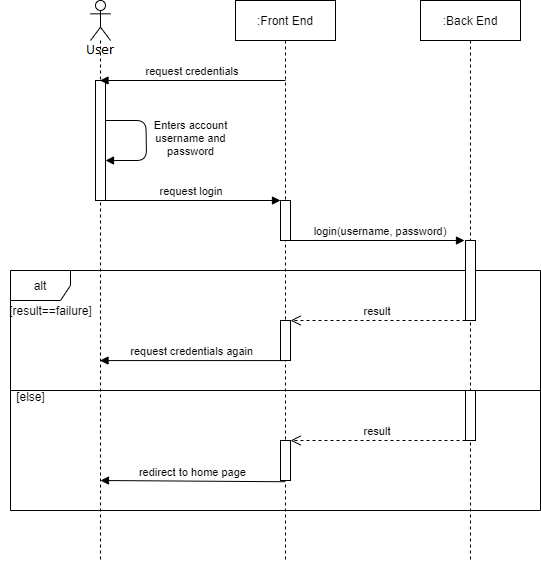 User
:Front End
:Back End
request credentials
Enters account
username and
password
request login
login(username, password)
alt
[result==failure]
result
request credentials again
[else]
result
redirect to home page